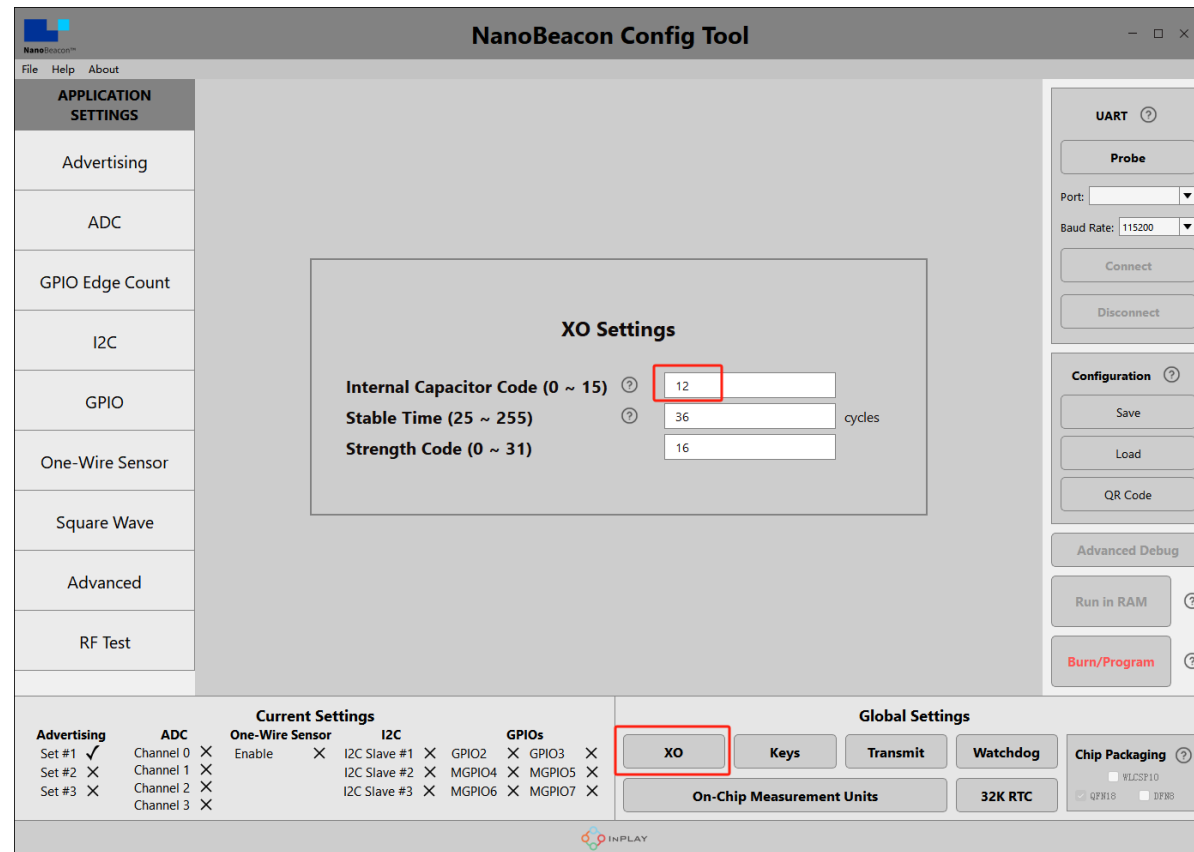 NanoBeacon™
NanoBeacon Config Tool
File Help About
APPLICATION
SETTINGS
Advertising
ADC
GPIO Edge Count
I2C
GPIO
One-Wire Sensor
Square Wave
Advanced
RF Test
XO Settings
Internal Capacitor Code (0 ~ 15) ? 12
Stable Time (25 ~ 255) ? 36 cycles
Strength Code (0 ~ 31) 16
UART ?
Probe
Port:
Baud Rate: 115200
Connect
Disconnect
Configuration ?
Save
Load
QR Code
Advanced Debug
Run in RAM ?
Burn/Program ?
Current Settings
Advertising ADC One-Wire Sensor I2C GPIOs
Set #1 Channel 0 Enable I2C Slave #1 GPIO2 GPIO3
Set #2 Channel 1 I2C Slave #2 MGPIO4 MGPIO5
Set #3 Channel 2 I2C Slave #3 MGPIO6 MGPIO7
Channel 3
Global Settings
XO Keys Transmit Watchdog
On-Chip Measurement Units 32K RTC
Chip Packaging ?
WLCSP10
QFN18 DFN8
INPLAY